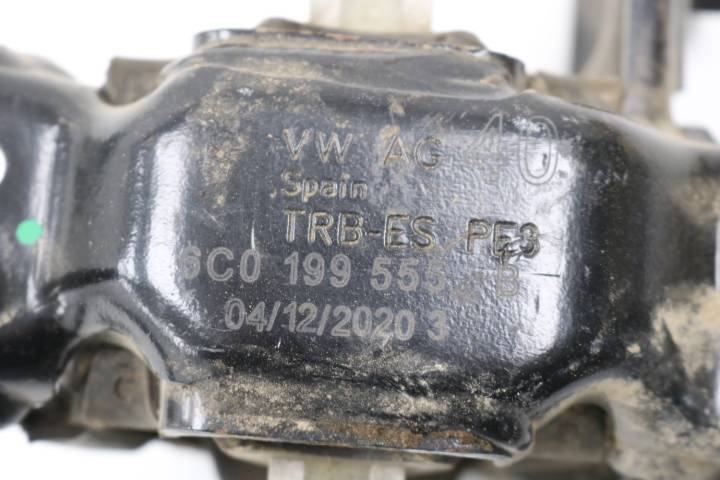 VW AG 40
Spain
TRB-ES PE3
6C0 199 555 B
04/12/2020 3